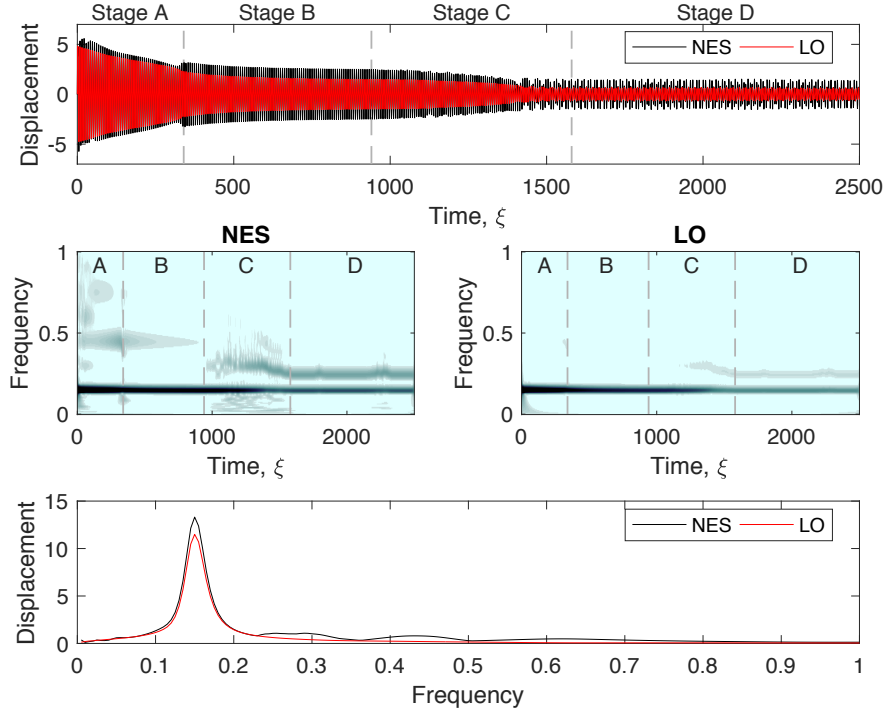 Stage A Stage B Stage C Stage D
5
0
-5
Displacement
NES LO
0 500 1000 1500 2000 2500
Time, ξ
NES
1
0.5
0
Frequency
A B C D
0 1000 2000
Time, ξ
LO
1
0.5
0
Frequency
A B C D
0 1000 2000
Time, ξ
15
10
5
0
Displacement
NES LO
0 0.1 0.2 0.3 0.4 0.5 0.6 0.7 0.8 0.9 1
Frequency